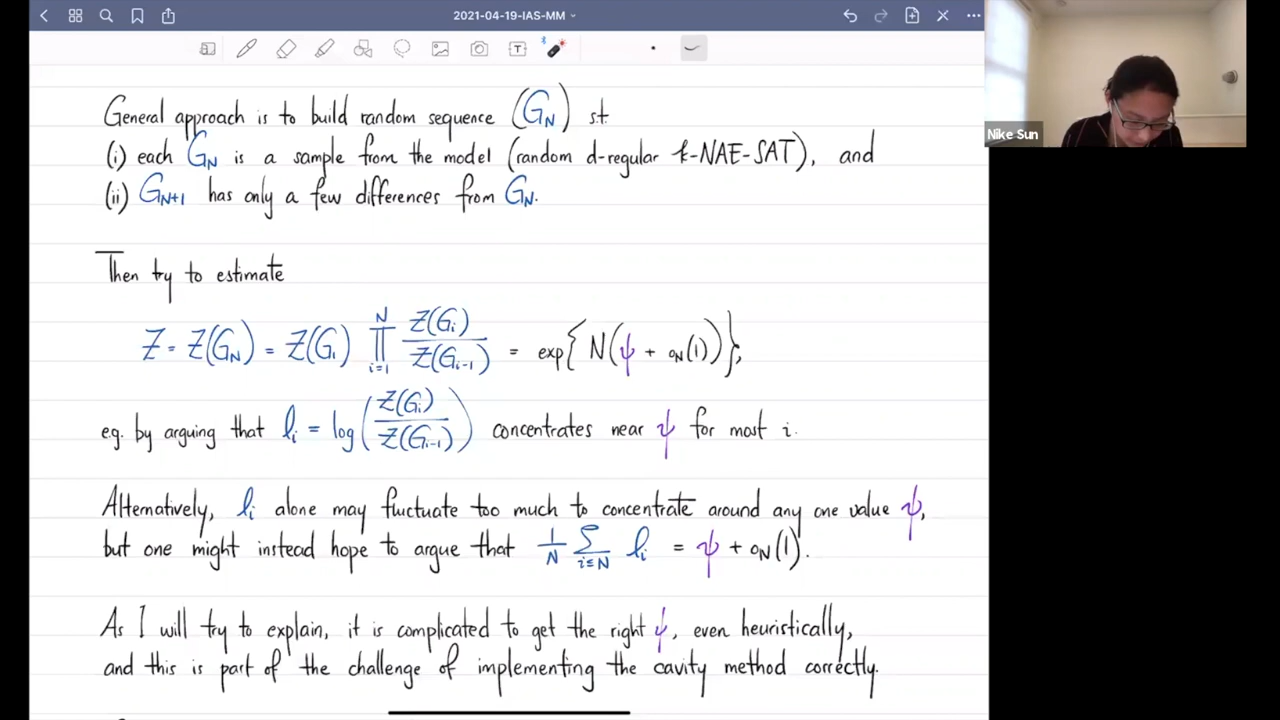 2021-04-19-IAS-MM
General approach is to build random sequence (G_N) st
(i) each G_N is a sample from the model (random d-regular k-NAE-SAT), and
(ii) G_{N+1} has only a few differences from G_N.
Then try to estimate
Z = Z(G_N) = Z(G_1) ∏_{i=1}^{N} Z(G_i)/Z(G_{i-1}) = exp{ N(ψ + o_N(1)) };
e.g. by arguing that l_i = log( Z(G_i)/Z(G_{i-1}) ) concentrates near ψ for most i.
Alternatively, l_i alone may fluctuate too much to concentrate around any one value ψ,
but one might instead hope to argue that 1/N ∑_{i≤N} l_i = ψ + o_N(1).
As I will try to explain, it is complicated to get the right ψ, even heuristically,
and this is part of the challenge of implementing the cavity method correctly.
Nike Sun